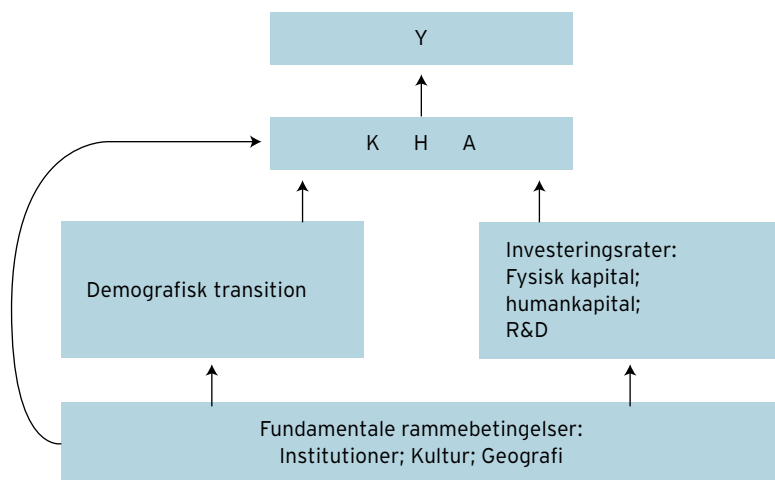 Y
K H A
Demografisk transition
Investeringsrater:
Fysisk kapital;
humankapital;
R&D
Fundamentale rammebetingelser:
Institutioner; Kultur; Geografi